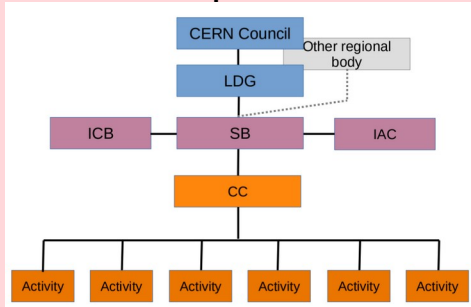 CERN Council
Other regional
body
LDG
ICB
SB
IAC
CC
Activity
Activity
Activity
Activity
Activity
Activity